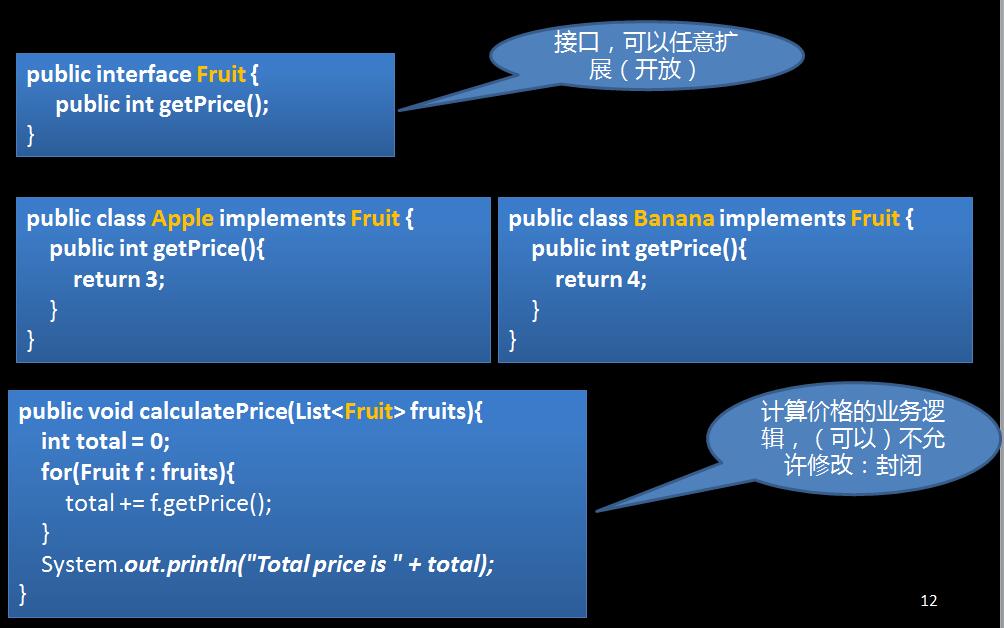 接口，可以任意扩
展（开放）
public interface Fruit {
public int getPrice();
}
public class Apple implements Fruit {
public int getPrice(){
return 3;
}
}
public class Banana implements Fruit {
public int getPrice(){
return 4;
}
}
public void calculatePrice(List<Fruit> fruits){
int total = 0;
for(Fruit f : fruits){
total += f.getPrice();
}
System.out.println("Total price is " + total);
}
计算价格的业务逻
辑，（可以）不允
许修改：封闭
12